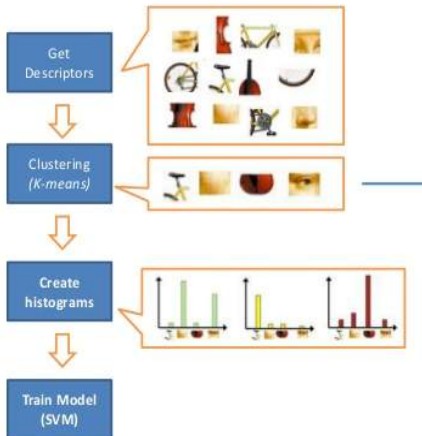 Get
Descriptors
Clustering
(K-means)
Create
histograms
Train Model
(SVM)